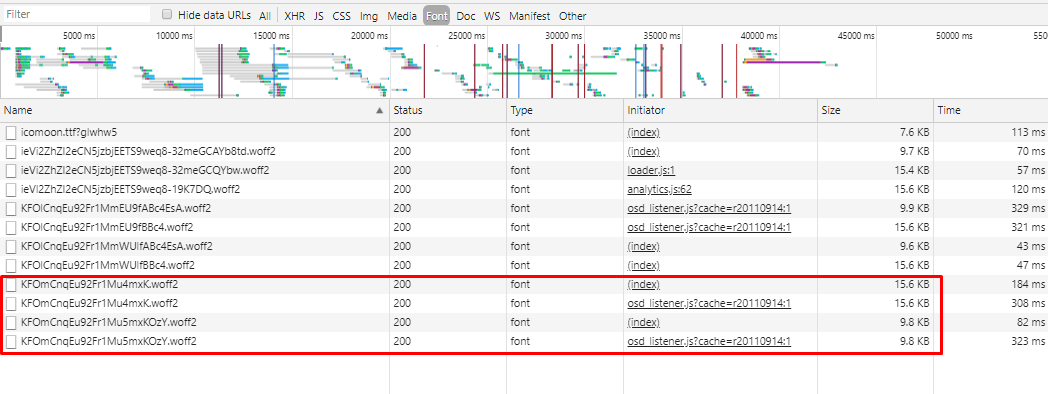 Filter Hide data URLs All XHR JS CSS Img Media Font Doc WS Manifest Other
5000 ms 10000 ms 15000 ms 20000 ms 25000 ms 30000 ms 35000 ms 40000 ms 45000 ms 50000 ms 550
Name Status Type Initiator Size Time
icomoon.ttf?glwhw5 200 font (index) 7.6 KB 113 ms
ieVi2ZhZI2eCN5jzbjEETS9weq8-32meGCAYb8td.woff2 200 font (index) 9.7 KB 70 ms
ieVi2ZhZI2eCN5jzbjEETS9weq8-32meGCQYbw.woff2 200 font loader.js:1 15.4 KB 57 ms
ieVi2ZhZI2eCN5jzbjEETS9weq8-19K7DQ.woff2 200 font analytics.js:62 15.6 KB 120 ms
KFOlCnqEu92Fr1MmEU9fABc4EsA.woff2 200 font osd_listener.js?cache=r20110914:1 9.9 KB 329 ms
KFOlCnqEu92Fr1MmEU9fBBc4.woff2 200 font osd_listener.js?cache=r20110914:1 15.6 KB 321 ms
KFOlCnqEu92Fr1MmWUlfABc4EsA.woff2 200 font (index) 9.6 KB 43 ms
KFOlCnqEu92Fr1MmWUlfBBc4.woff2 200 font (index) 15.6 KB 47 ms
KFOmCnqEu92Fr1Mu4mxK.woff2 200 font (index) 15.6 KB 184 ms
KFOmCnqEu92Fr1Mu4mxK.woff2 200 font osd_listener.js?cache=r20110914:1 15.6 KB 308 ms
KFOmCnqEu92Fr1Mu5mxKOzY.woff2 200 font (index) 9.8 KB 82 ms
KFOmCnqEu92Fr1Mu5mxKOzY.woff2 200 font osd_listener.js?cache=r20110914:1 9.8 KB 323 ms